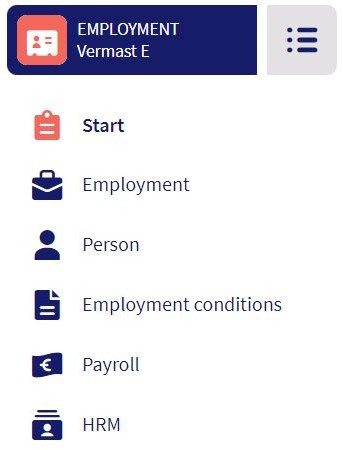 EMPLOYMENT
Vermast E
Start
Employment
Person
Employment conditions
€
Payroll
HRM